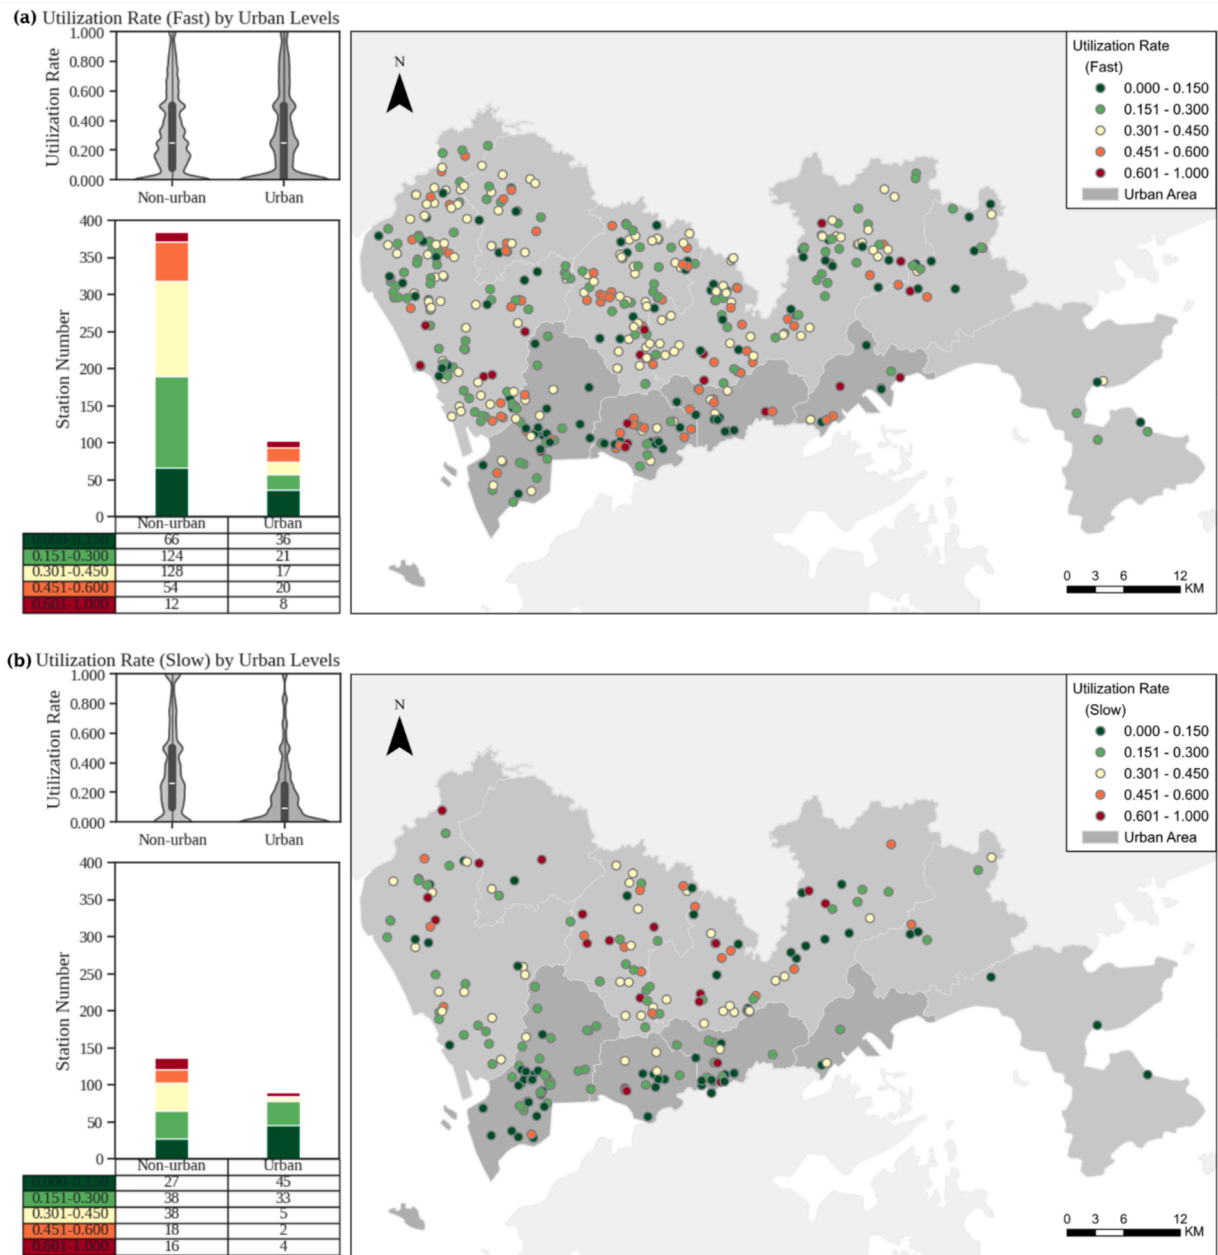 (a) Utilization Rate (Fast) by Urban Levels
Utilization Rate
1.000
0.800
0.600
0.400
0.200
0.000
Non-urban Urban
Station Number
400
350
300
250
200
150
100
50
0
Non-urban Urban
0.000-0.150 66 36
0.151-0.300 124 21
0.301-0.450 128 17
0.451-0.600 54 20
0.601-1.000 12 8
N
Utilization Rate
(Fast)
0.000 - 0.150
0.151 - 0.300
0.301 - 0.450
0.451 - 0.600
0.601 - 1.000
Urban Area
0 3 6 12
KM
(b) Utilization Rate (Slow) by Urban Levels
Utilization Rate
1.000
0.800
0.600
0.400
0.200
0.000
Non-urban Urban
Station Number
400
350
300
250
200
150
100
50
0
Non-urban Urban
0.000-0.150 27 45
0.151-0.300 38 33
0.301-0.450 38 5
0.451-0.600 18 2
0.601-1.000 16 4
N
Utilization Rate
(Slow)
0.000 - 0.150
0.151 - 0.300
0.301 - 0.450
0.451 - 0.600
0.601 - 1.000
Urban Area
0 3 6 12
KM